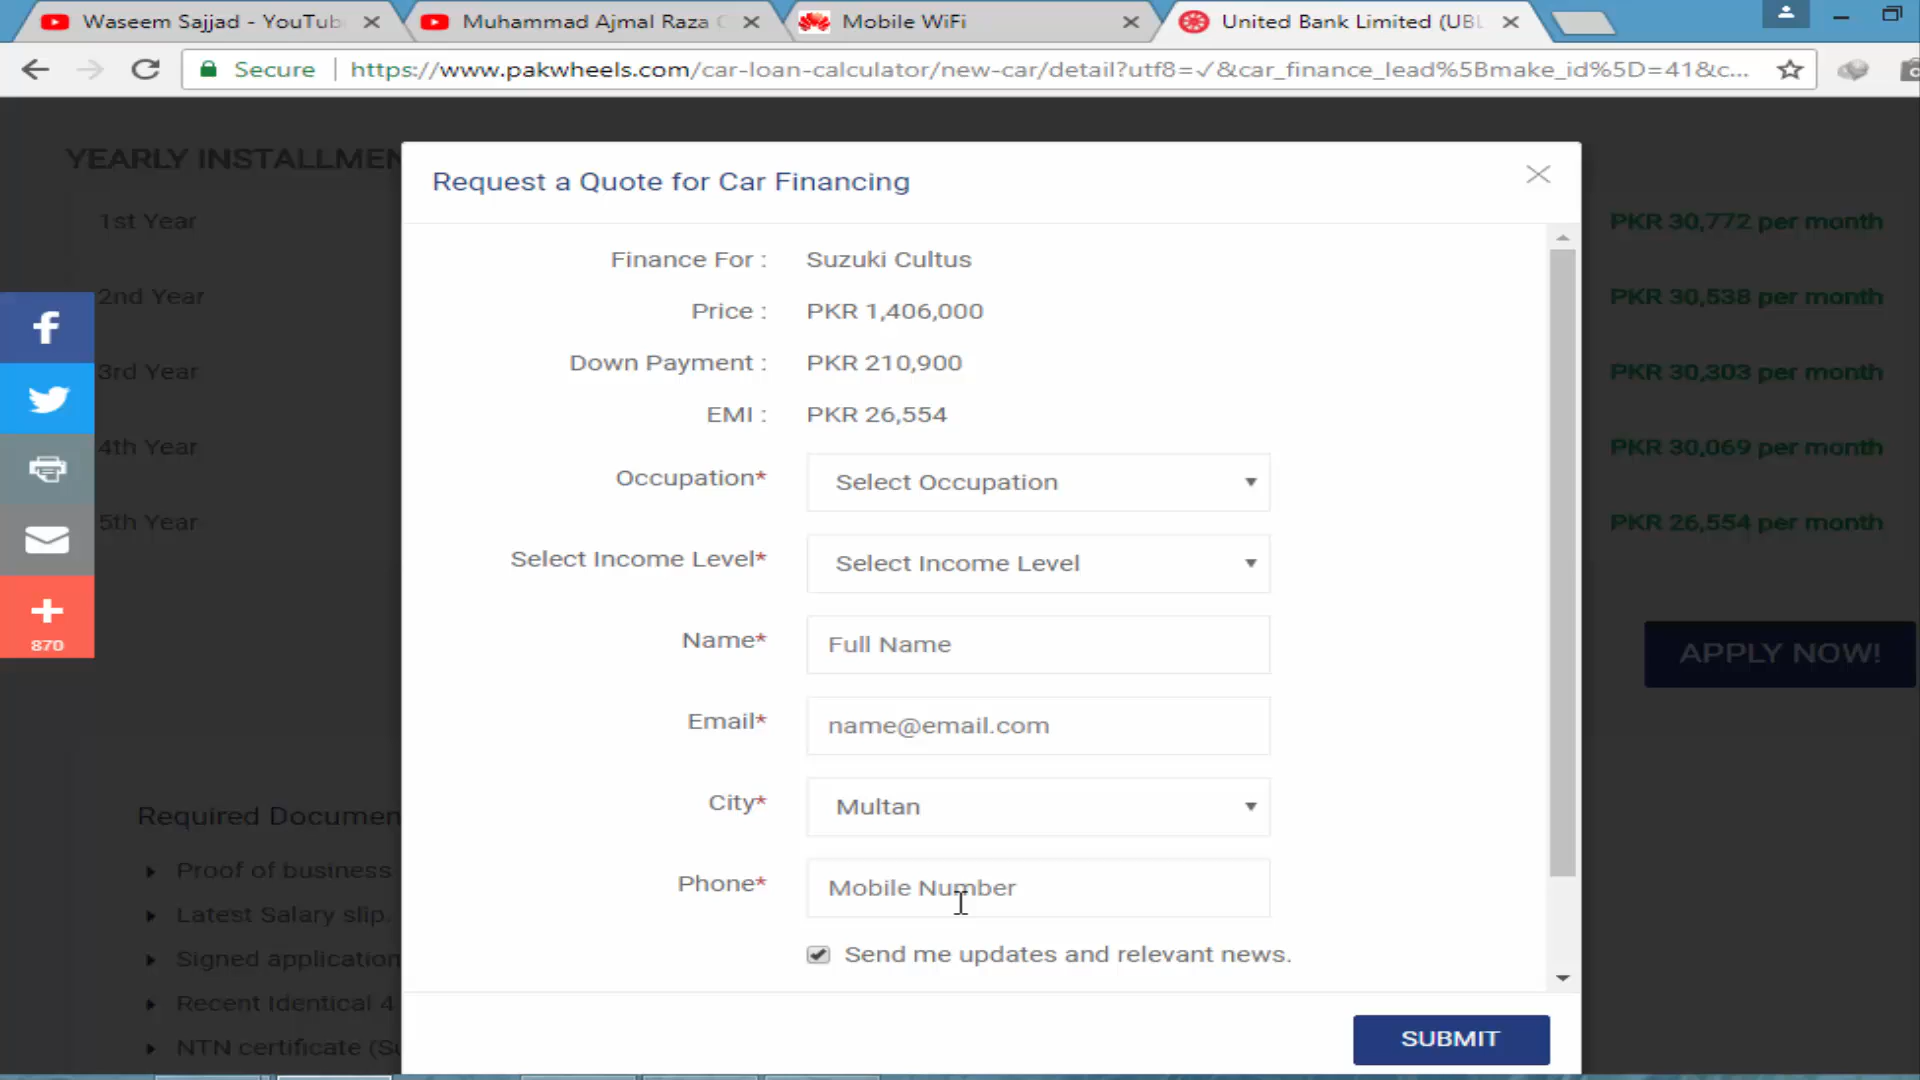 Waseem Sajjad - YouTub
Muhammad Ajmal Raza
Mobile WiFi
United Bank Limited (UBL
Secure
https://www.pakwheels.com/car-loan-calculator/new-car/detail?utf8=✓&car_finance_lead%5Bmake_id%5D=41&c...
YEARLY INSTALLMEN
Request a Quote for Car Financing
1st Year
PKR 30,772 per month
Finance For : Suzuki Cultus
2nd Year
PKR 30,538 per month
Price : PKR 1,406,000
3rd Year
PKR 30,303 per month
Down Payment : PKR 210,900
EMI : PKR 26,554
4th Year
PKR 30,069 per month
Occupation* Select Occupation
5th Year
PKR 26,554 per month
Select Income Level* Select Income Level
870
Name* Full Name
APPLY NOW!
Email* name@email.com
City* Multan
Required Documen
Proof of business
Phone* Mobile Number
Latest Salary slip.
Signed application
Send me updates and relevant news.
Recent Identical 4
NTN certificate (S
SUBMIT